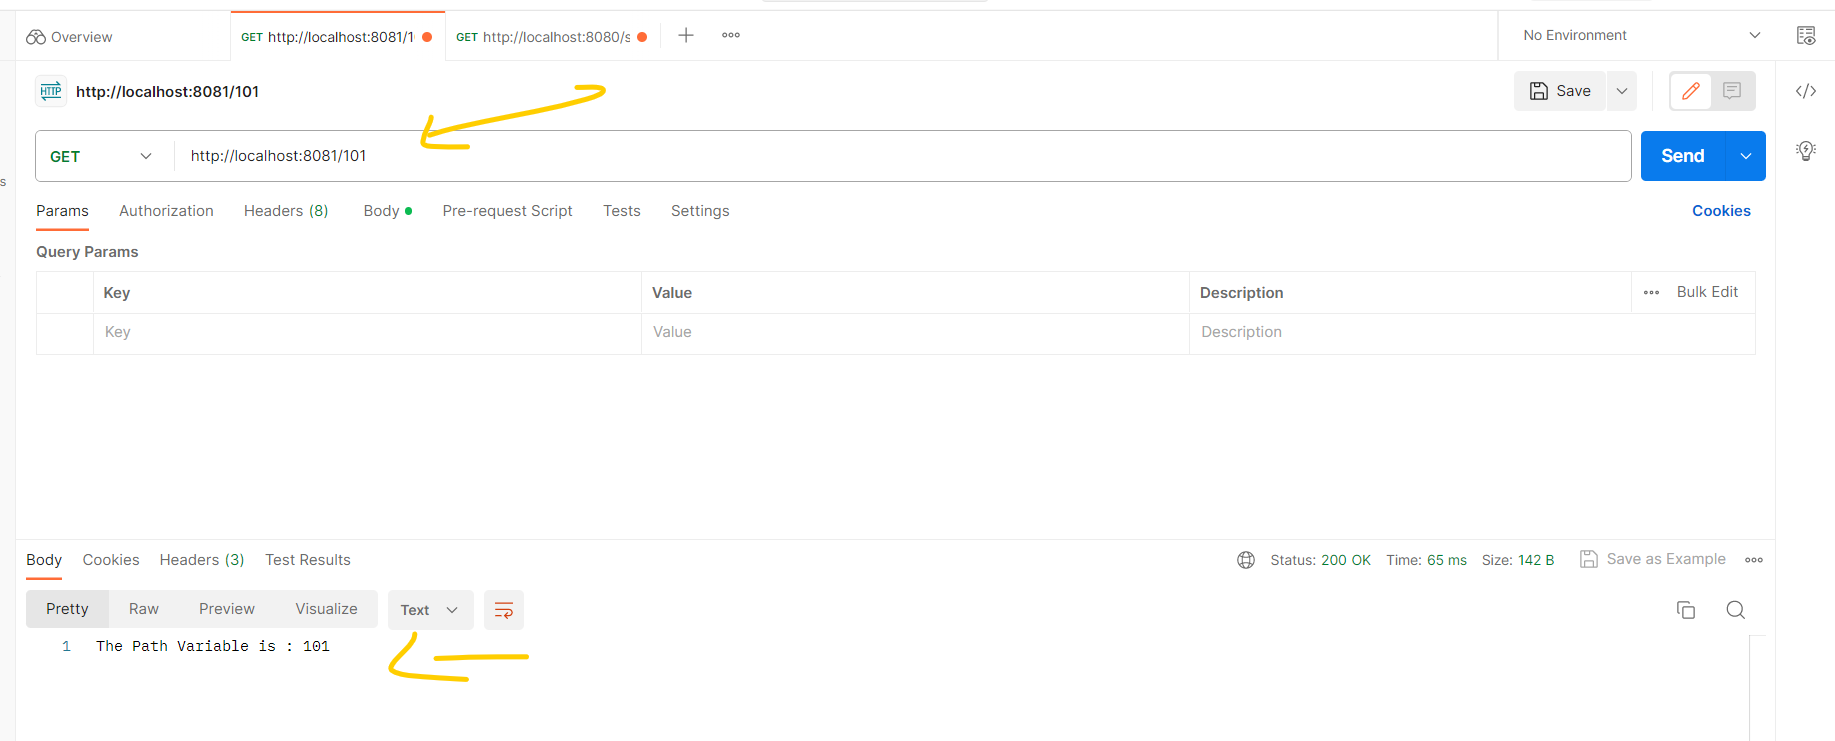 Overview
GET http://localhost:8081/1
GET http://localhost:8080/s
No Environment
HTTP http://localhost:8081/101
Save
GET http://localhost:8081/101
Send
s
Params Authorization Headers (8) Body Pre-request Script Tests Settings Cookies
Query Params
Key Value Description Bulk Edit
Key Value Description
Body Cookies Headers (3) Test Results Status: 200 OK Time: 65 ms Size: 142 B Save as Example
Pretty Raw Preview Visualize Text
1 The Path Variable is : 101